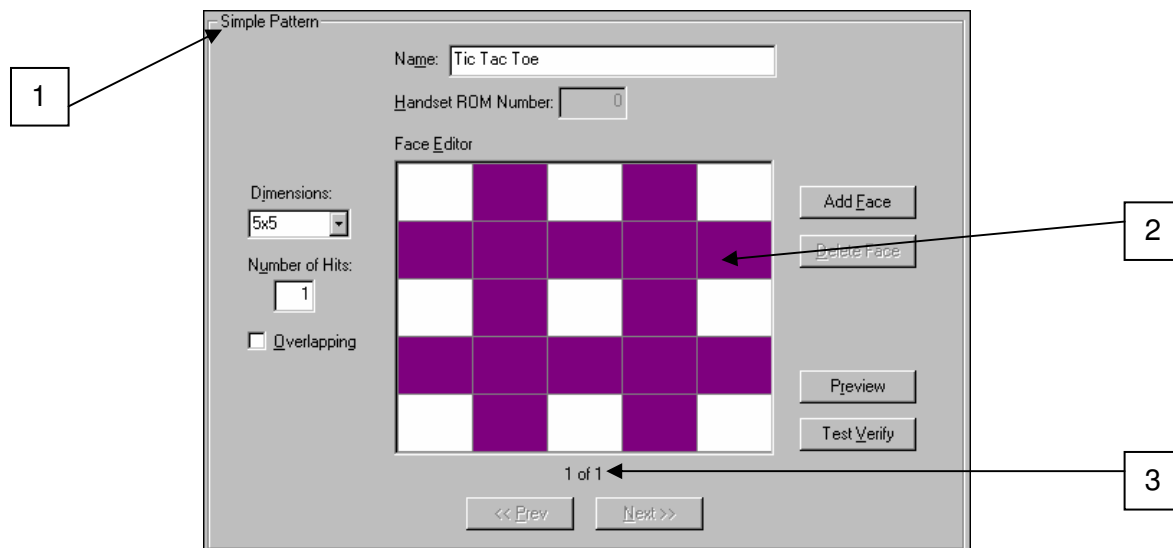 Simple Pattern
1
Name: Tic Tac Toe
Handset ROM Number: 0
Face Editor
Dimensions:
5x5
Number of Hits:
1
Overlapping
Add Face
Delete Face
2
Preview
Test Verify
1 of 1
3
<< Prev
Next >>